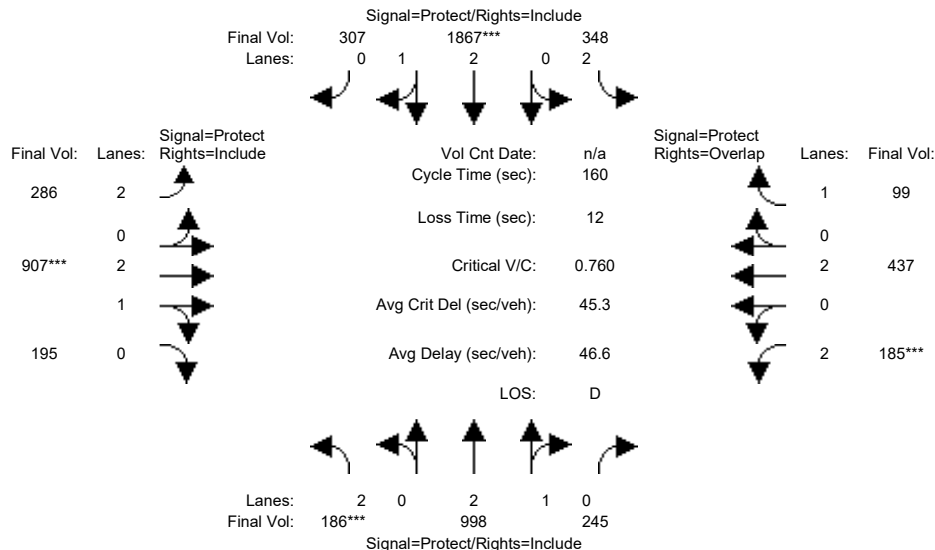 Signal=Protect/Rights=Include
Final Vol: 307 1867*** 348
Lanes: 0 1 2 0 2
Signal=Protect Signal=Protect
Final Vol: Lanes: Rights=Include Vol Cnt Date: n/a Rights=Overlap Lanes: Final Vol:
Cycle Time (sec): 160
286 2 1 99
Loss Time (sec): 12
0 0
907*** 2 Critical V/C: 0.760 2 437
1 Avg Crit Del (sec/veh): 45.3 0
195 0 Avg Delay (sec/veh): 46.6 2 185***
LOS: D
Lanes: 2 0 2 1 0
Final Vol: 186*** 998 245
Signal=Protect/Rights=Include